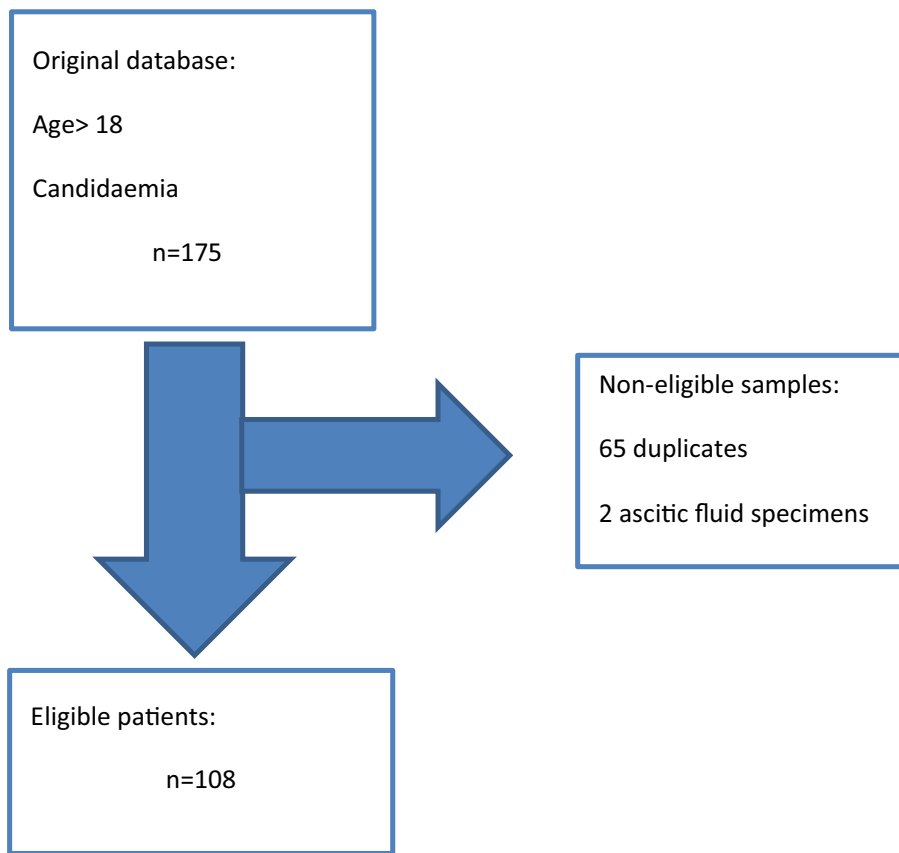 Original database:
Age> 18
Candidaemia
n=175
Non-eligible samples:
65 duplicates
2 ascitic fluid specimens
Eligible patients:
n=108